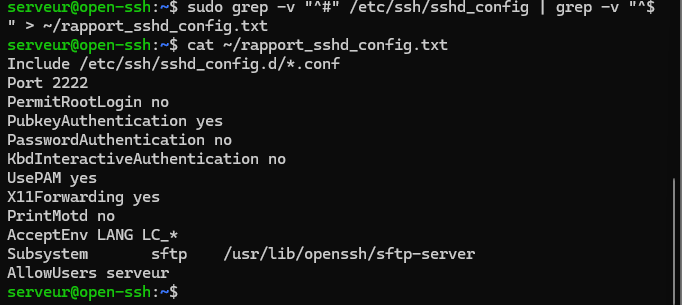 serveur@open-ssh:~$ sudo grep -v "^#" /etc/ssh/sshd_config | grep -v "^$
" > ~/rapport_sshd_config.txt
serveur@open-ssh:~$ cat ~/rapport_sshd_config.txt
Include /etc/ssh/sshd_config.d/*.conf
Port 2222
PermitRootLogin no
PubkeyAuthentication yes
PasswordAuthentication no
KbdInteractiveAuthentication no
UsePAM yes
X11Forwarding yes
PrintMotd no
AcceptEnv LANG LC_*
Subsystem       sftp    /usr/lib/openssh/sftp-server
AllowUsers serveur
serveur@open-ssh:~$